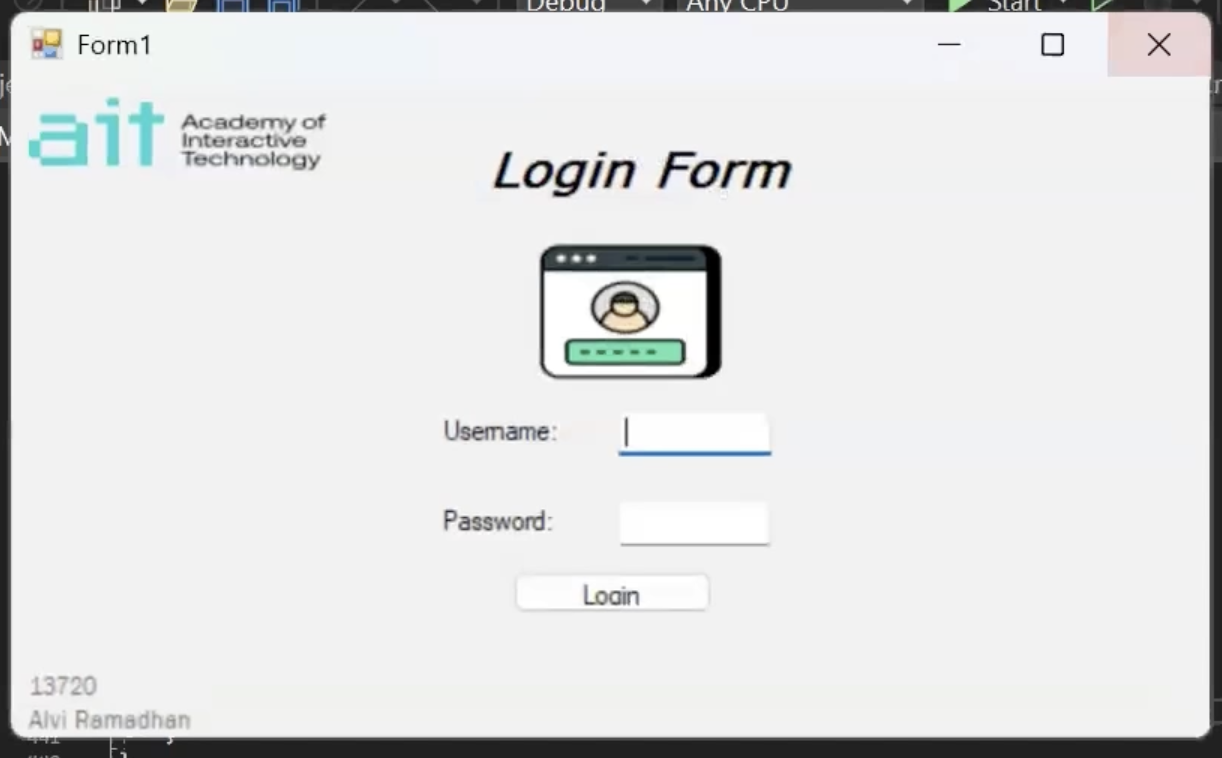 Debug
Any CPU
Start
Form1
ait
Academy of
Interactive
Technology
Login Form
Username:
Password:
Login
13720
Alvi Ramadhan